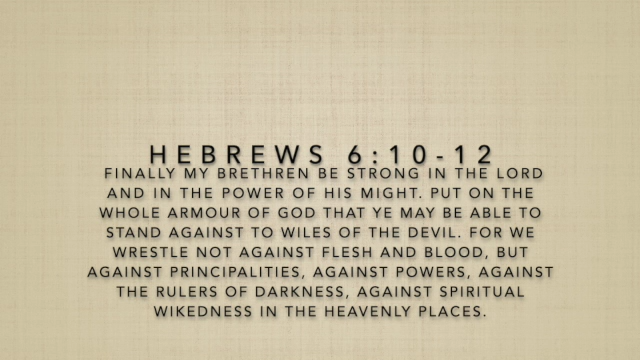 HEBREWS 6:10-12
FINALLY MY BRETHREN BE STRONG IN THE LORD
AND IN THE POWER OF HIS MIGHT. PUT ON THE
WHOLE ARMOUR OF GOD THAT YE MAY BE ABLE TO
STAND AGAINST TO WILES OF THE DEVIL. FOR WE
WRESTLE NOT AGAINST FLESH AND BLOOD, BUT
AGAINST PRINCIPALITIES, AGAINST POWERS, AGAINST
THE RULERS OF DARKNESS, AGAINST SPIRITUAL
WIKEDNESS IN THE HEAVENLY PLACES.